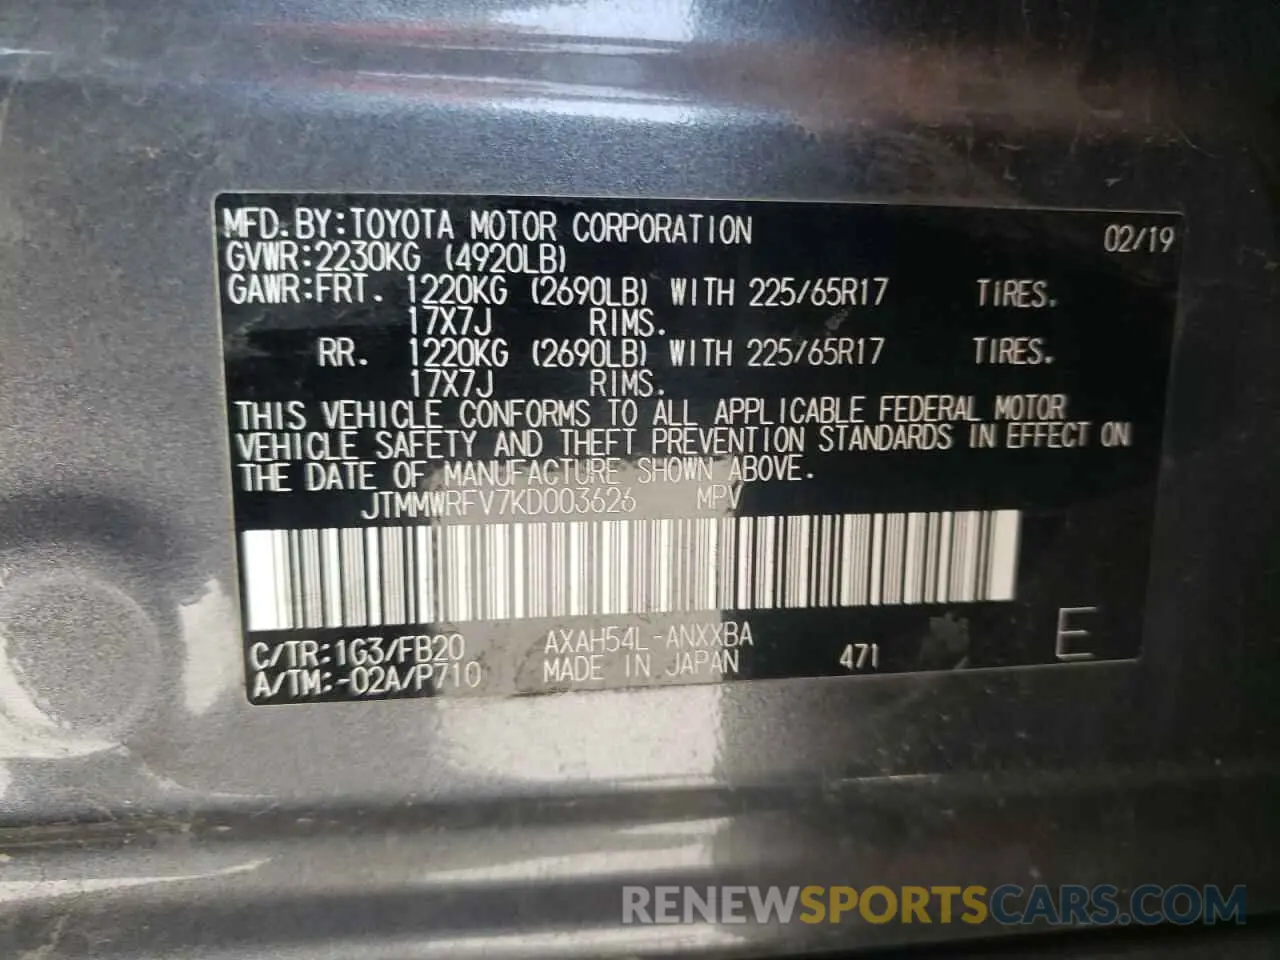 MFD.BY:TOYOTA MOTOR CORPORATION 02/19
GVWR:2230KG (4920LB)
GAWR:FRT. 1220KG (2690LB) WITH 225/65R17 TIRES.
17X7J RIMS.
RR. 1220KG (2690LB) WITH 225/65R17 TIRES.
17X7J RIMS.
THIS VEHICLE CONFORMS TO ALL APPLICABLE FEDERAL MOTOR
VEHICLE SAFETY AND THEFT PREVENTION STANDARDS IN EFFECT ON
THE DATE OF MANUFACTURE SHOWN ABOVE.
JTMMWRFV7KD003626 MPV
C/TR:1G3/FB20 AXAH54L-ANXXBA
A/TM:-02A/P710 MADE IN JAPAN 471 E
RENEWSPORTSCARS.COM